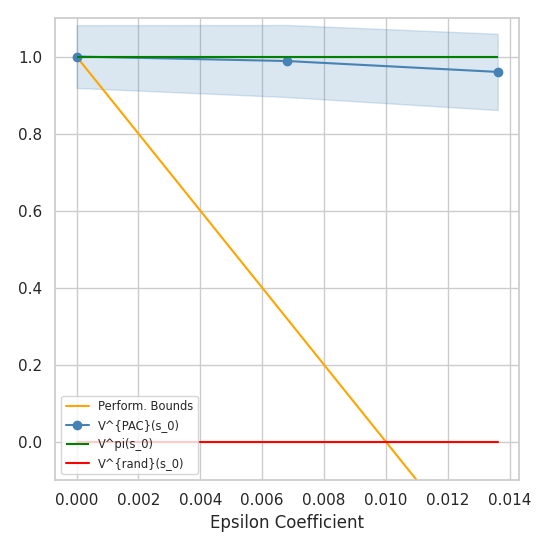 1.0
0.8
0.6
0.4
0.2
0.0
Perform. Bounds
V^{PAC}(s_0)
V^pi(s_0)
V^{rand}(s_0)
0.000 0.002 0.004 0.006 0.008 0.010 0.012 0.014
Epsilon Coefficient